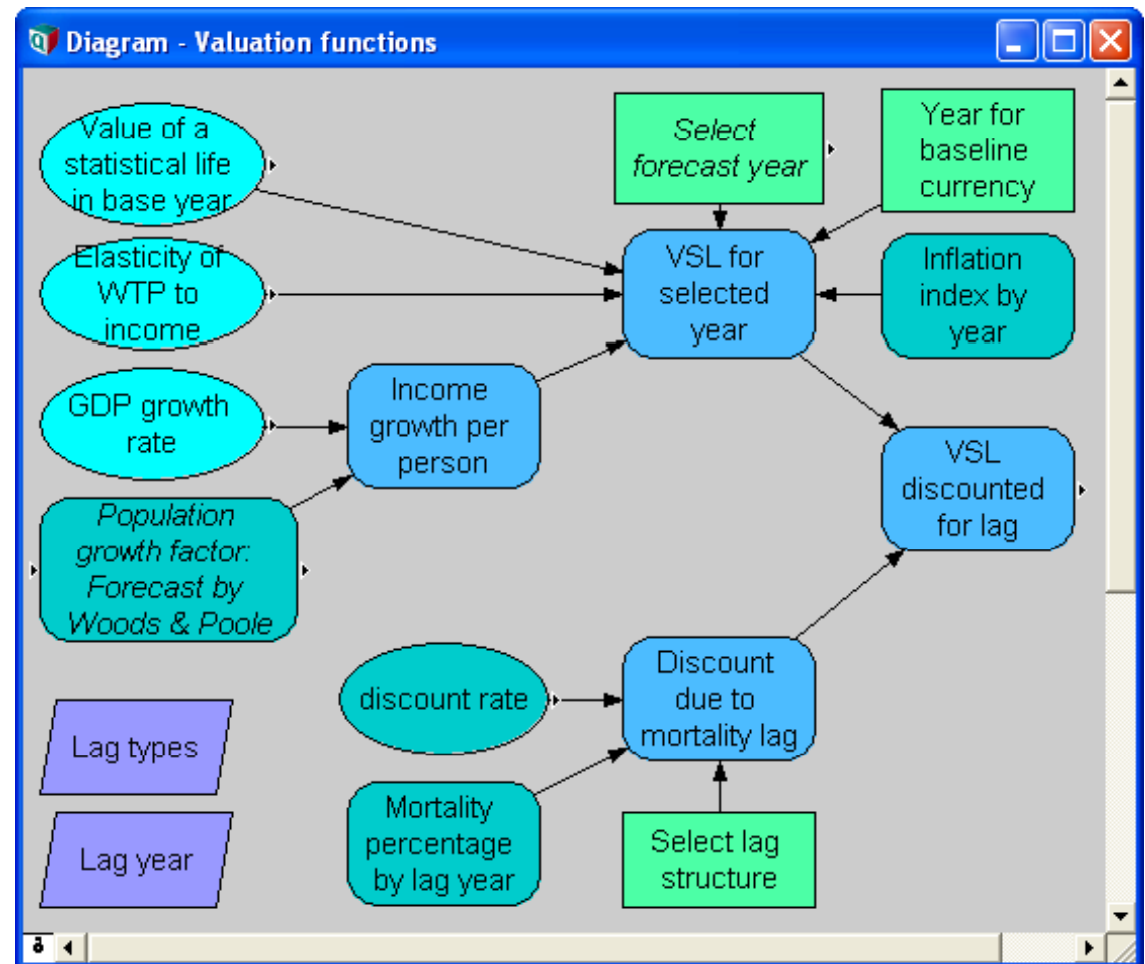 Diagram - Valuation functions
Value of a
statistical life
in base year
Select
forecast year
Year for
baseline
currency
Elasticity of
WTP to
income
VSL for
selected
year
Inflation
index by
year
GDP growth
rate
Income
growth per
person
VSL
discounted
for lag
Population
growth factor:
Forecast by
Woods & Poole
discount rate
Discount
due to
mortality lag
Lag types
Mortality
percentage
by lag year
Select lag
structure
Lag year